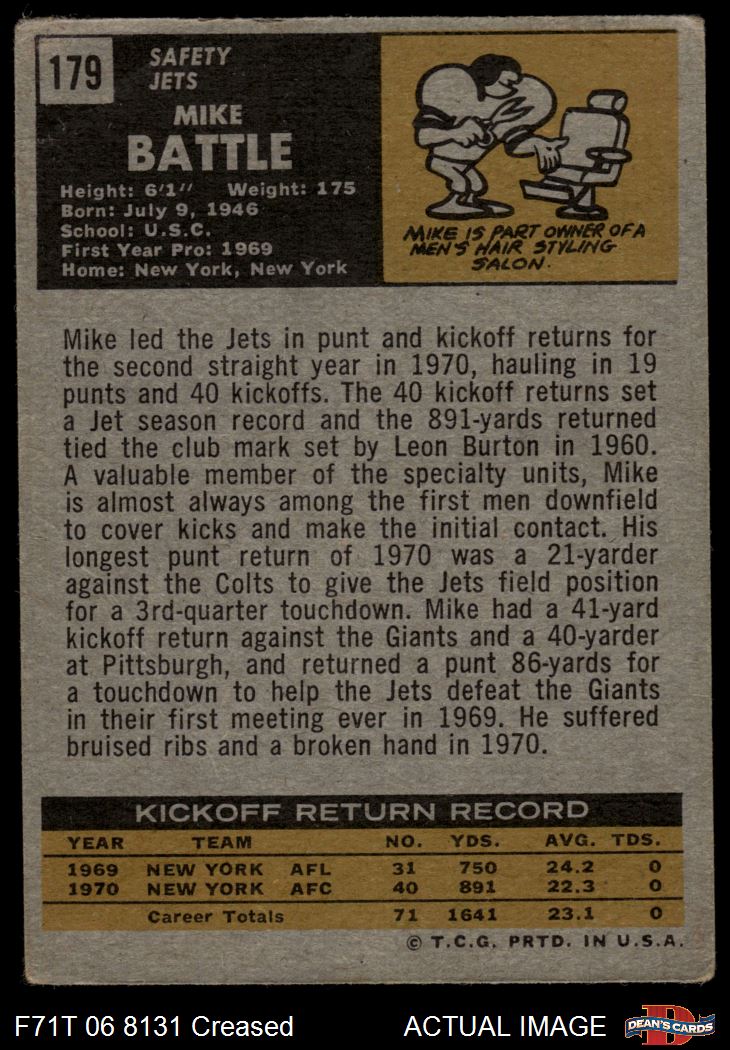 179
SAFETY
JETS
MIKE
BATTLE
Height: 6'1" Weight: 175
Born: July 9, 1946
School: U.S.C.
First Year Pro: 1969
Home: New York, New York
MIKE IS PART OWNER OF A
MEN'S HAIR STYLING
SALON.
Mike led the Jets in punt and kickoff returns for
the second straight year in 1970, hauling in 19
punts and 40 kickoffs. The 40 kickoff returns set
a Jet season record and the 891-yards returned
tied the club mark set by Leon Burton in 1960.
A valuable member of the specialty units, Mike
is almost always among the first men downfield
to cover kicks and make the initial contact. His
longest punt return of 1970 was a 21-yarder
against the Colts to give the Jets field position
for a 3rd-quarter touchdown. Mike had a 41-yard
kickoff return against the Giants and a 40-yarder
at Pittsburgh, and returned a punt 86-yards for
a touchdown to help the Jets defeat the Giants
in their first meeting ever in 1969. He suffered
bruised ribs and a broken hand in 1970.
KICKOFF RETURN RECORD
YEAR TEAM NO. YDS. AVG. TDS.
1969 NEW YORK AFL 31 750 24.2 0
1970 NEW YORK AFC 40 891 22.3 0
Career Totals 71 1641 23.1 0
© T.C.G. PRTD. IN U.S.A.
F71T 06 8131 Creased ACTUAL IMAGE
D
DEAN'S CARDS